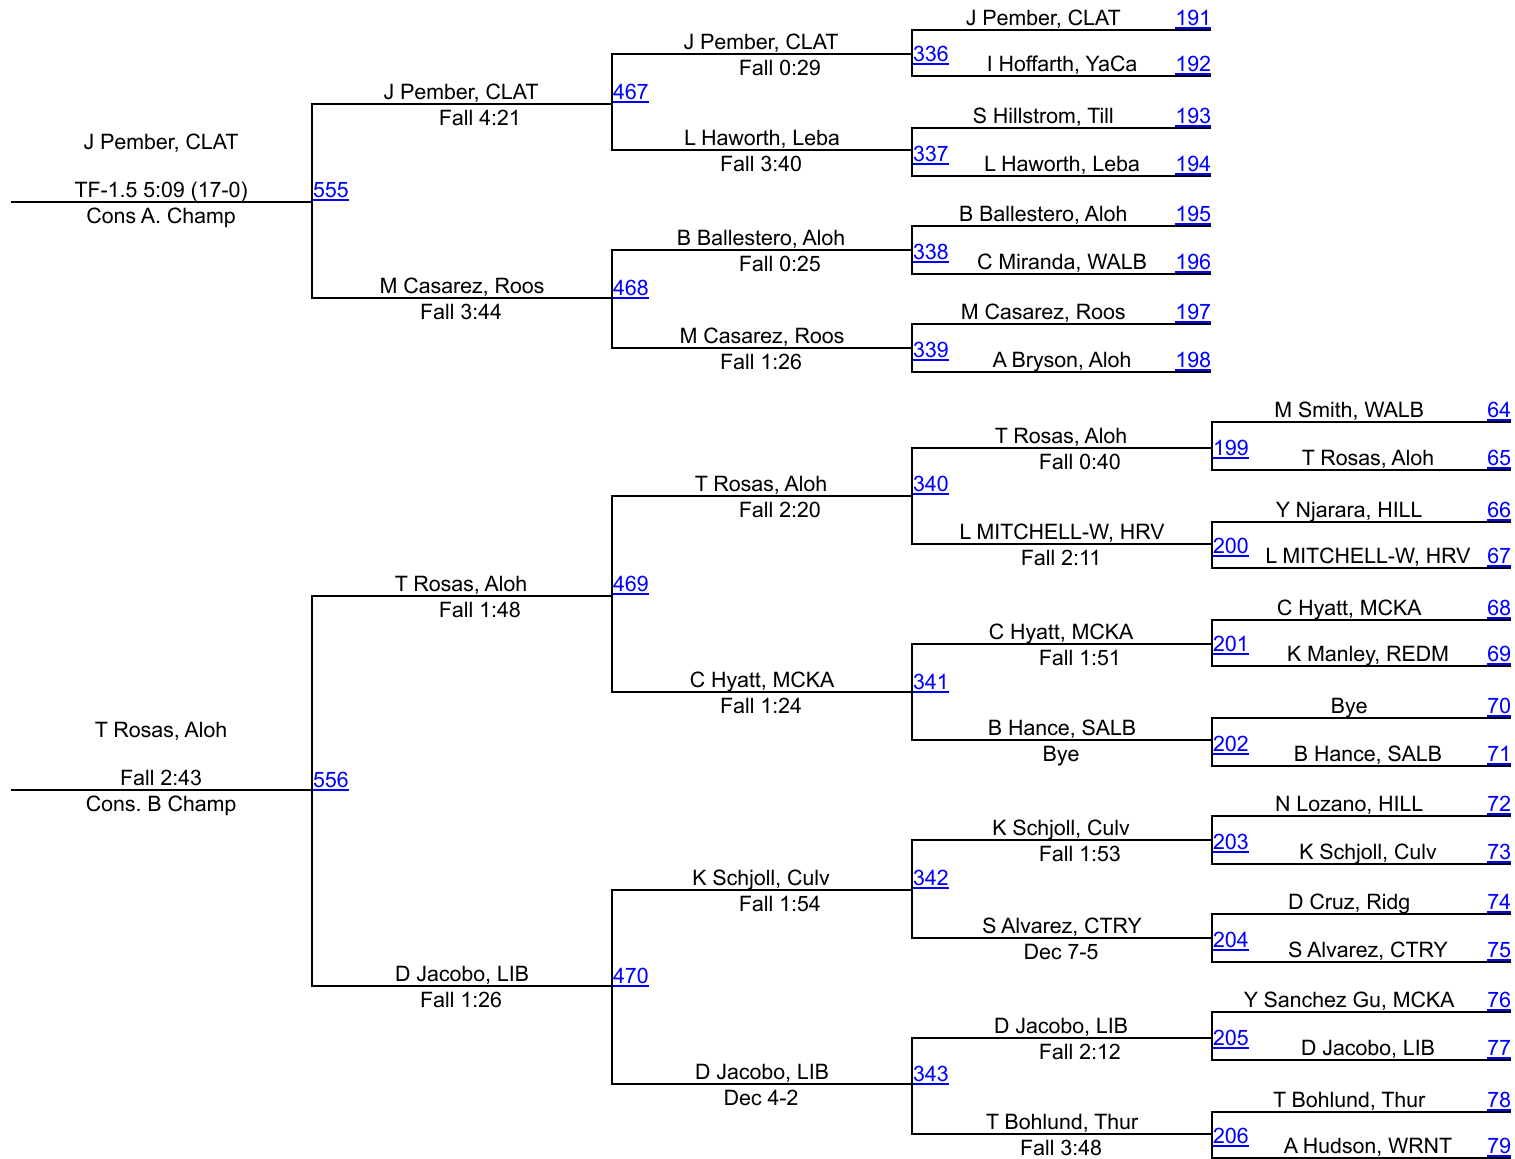 J Pember, CLAT 191
J Pember, CLAT
336
Fall 0:29
I Hoffarth, YaCa 192
J Pember, CLAT
467
Fall 4:21
S Hillstrom, Till 193
L Haworth, Leba
337
Fall 3:40
L Haworth, Leba 194
J Pember, CLAT
TF-1.5 5:09 (17-0)
555
Cons A. Champ
B Ballestero, Aloh 195
B Ballestero, Aloh
338
Fall 0:25
C Miranda, WALB 196
M Casarez, Roos
468
Fall 3:44
M Casarez, Roos 197
M Casarez, Roos
339
Fall 1:26
A Bryson, Aloh 198
M Smith, WALB 64
T Rosas, Aloh
199
Fall 0:40
T Rosas, Aloh 65
T Rosas, Aloh
340
Fall 2:20
Y Njarara, HILL 66
L MITCHELL-W, HRV
200
Fall 2:11
L MITCHELL-W, HRV 67
T Rosas, Aloh
469
Fall 1:48
C Hyatt, MCKA 68
C Hyatt, MCKA
201
Fall 1:51
K Manley, REDM 69
C Hyatt, MCKA
341
Fall 1:24
Bye 70
B Hance, SALB
202
Bye
B Hance, SALB 71
T Rosas, Aloh
Fall 2:43
556
Cons. B Champ
N Lozano, HILL 72
K Schjoll, Culv
203
Fall 1:53
K Schjoll, Culv 73
K Schjoll, Culv
342
Fall 1:54
D Cruz, Ridg 74
S Alvarez, CTRY
204
Dec 7-5
S Alvarez, CTRY 75
D Jacobo, LIB
470
Fall 1:26
Y Sanchez Gu, MCKA 76
D Jacobo, LIB
205
Fall 2:12
D Jacobo, LIB 77
D Jacobo, LIB
343
Dec 4-2
T Bohlund, Thur 78
T Bohlund, Thur
206
Fall 3:48
A Hudson, WRNT 79